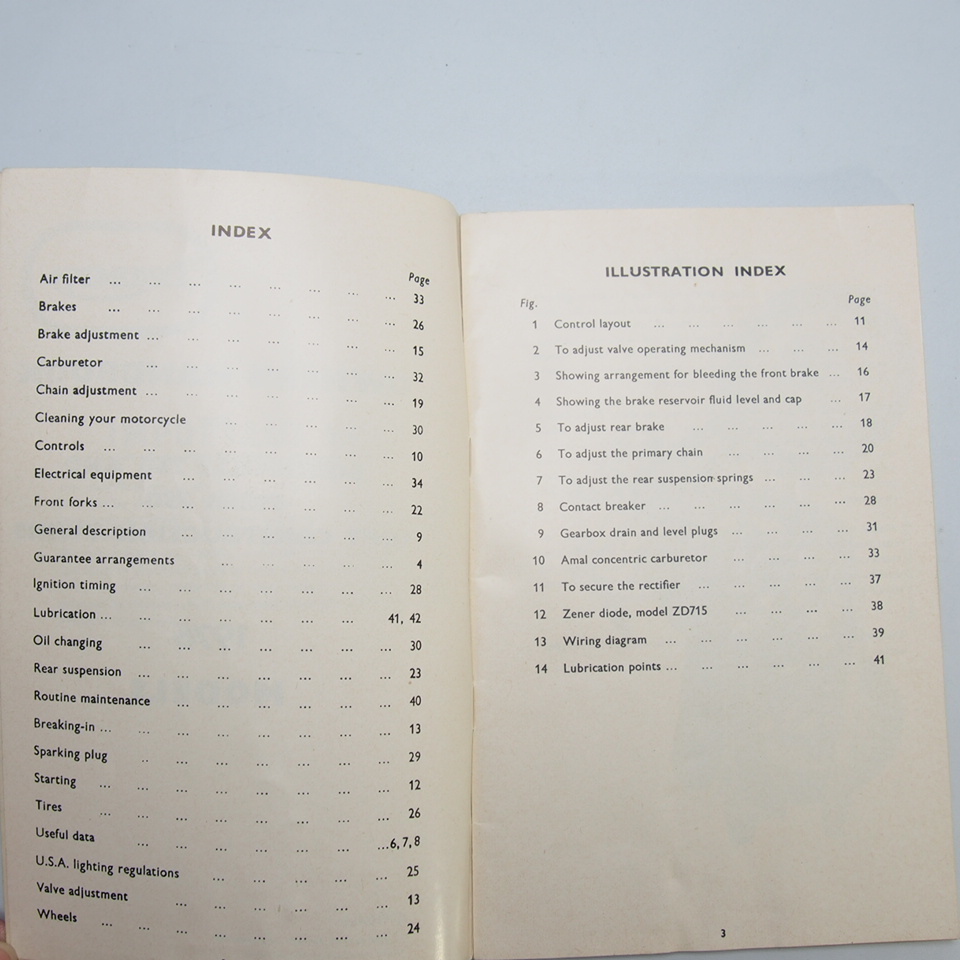 INDEX
Page
Air filter ... ... ... ... ... ... ... ... 33
Brakes ... ... ... ... ... ... ... ... 26
Brake adjustment ... ... ... ... ... ... ... 15
Carburetor ... ... ... ... ... ... ... 32
Chain adjustment ... ... ... ... ... ... ... 19
Cleaning your motorcycle ... ... ... ... ... 30
Controls ... ... ... ... ... ... ... ... 10
Electrical equipment ... ... ... ... ... ... 34
Front forks ... ... ... ... ... ... ... ... 22
General description ... ... ... ... ... ... 9
Guarantee arrangements ... ... ... ... ... 4
Ignition timing ... ... ... ... ... ... ... 28
Lubrication ... ... ... ... ... ... ... 41, 42
Oil changing ... ... ... ... ... ... ... 30
Rear suspension ... ... ... ... ... ... ... 23
Routine maintenance ... ... ... ... ... ... 40
Breaking-in ... ... ... ... ... ... ... ... 13
Sparking plug .. ... ... ... ... ... ... 29
Starting ... ... ... ... ... ... ... ... 12
Tires ... ... ... ... ... ... ... ... 26
Useful data ... ... ... ... ... ... ...6, 7, 8
U.S.A. lighting regulations ... ... ... ... ... 25
Valve adjustment ... ... ... ... ... ... 13
Wheels ... ... ... ... ... ... ... ... 24
ILLUSTRATION INDEX
Fig. Page
1 Control layout ... ... ... ... ... ... 11
2 To adjust valve operating mechanism ... ... ... 14
3 Showing arrangement for bleeding the front brake ... 16
4 Showing the brake reservoir fluid level and cap ... 17
5 To adjust rear brake ... ... ... ... ... 18
6 To adjust the primary chain ... ... ... ... 20
7 To adjust the rear suspension springs ... ... ... 23
8 Contact breaker ... ... ... ... ... ... 28
9 Gearbox drain and level plugs ... ... ... ... 31
10 Amal concentric carburetor ... ... ... ... 33
11 To secure the rectifier ... ... ... ... ... 37
12 Zener diode, model ZD715 ... ... ... ... 38
13 Wiring diagram ... ... ... ... ... ... 39
14 Lubrication points ... ... ... ... ... ... 41
3